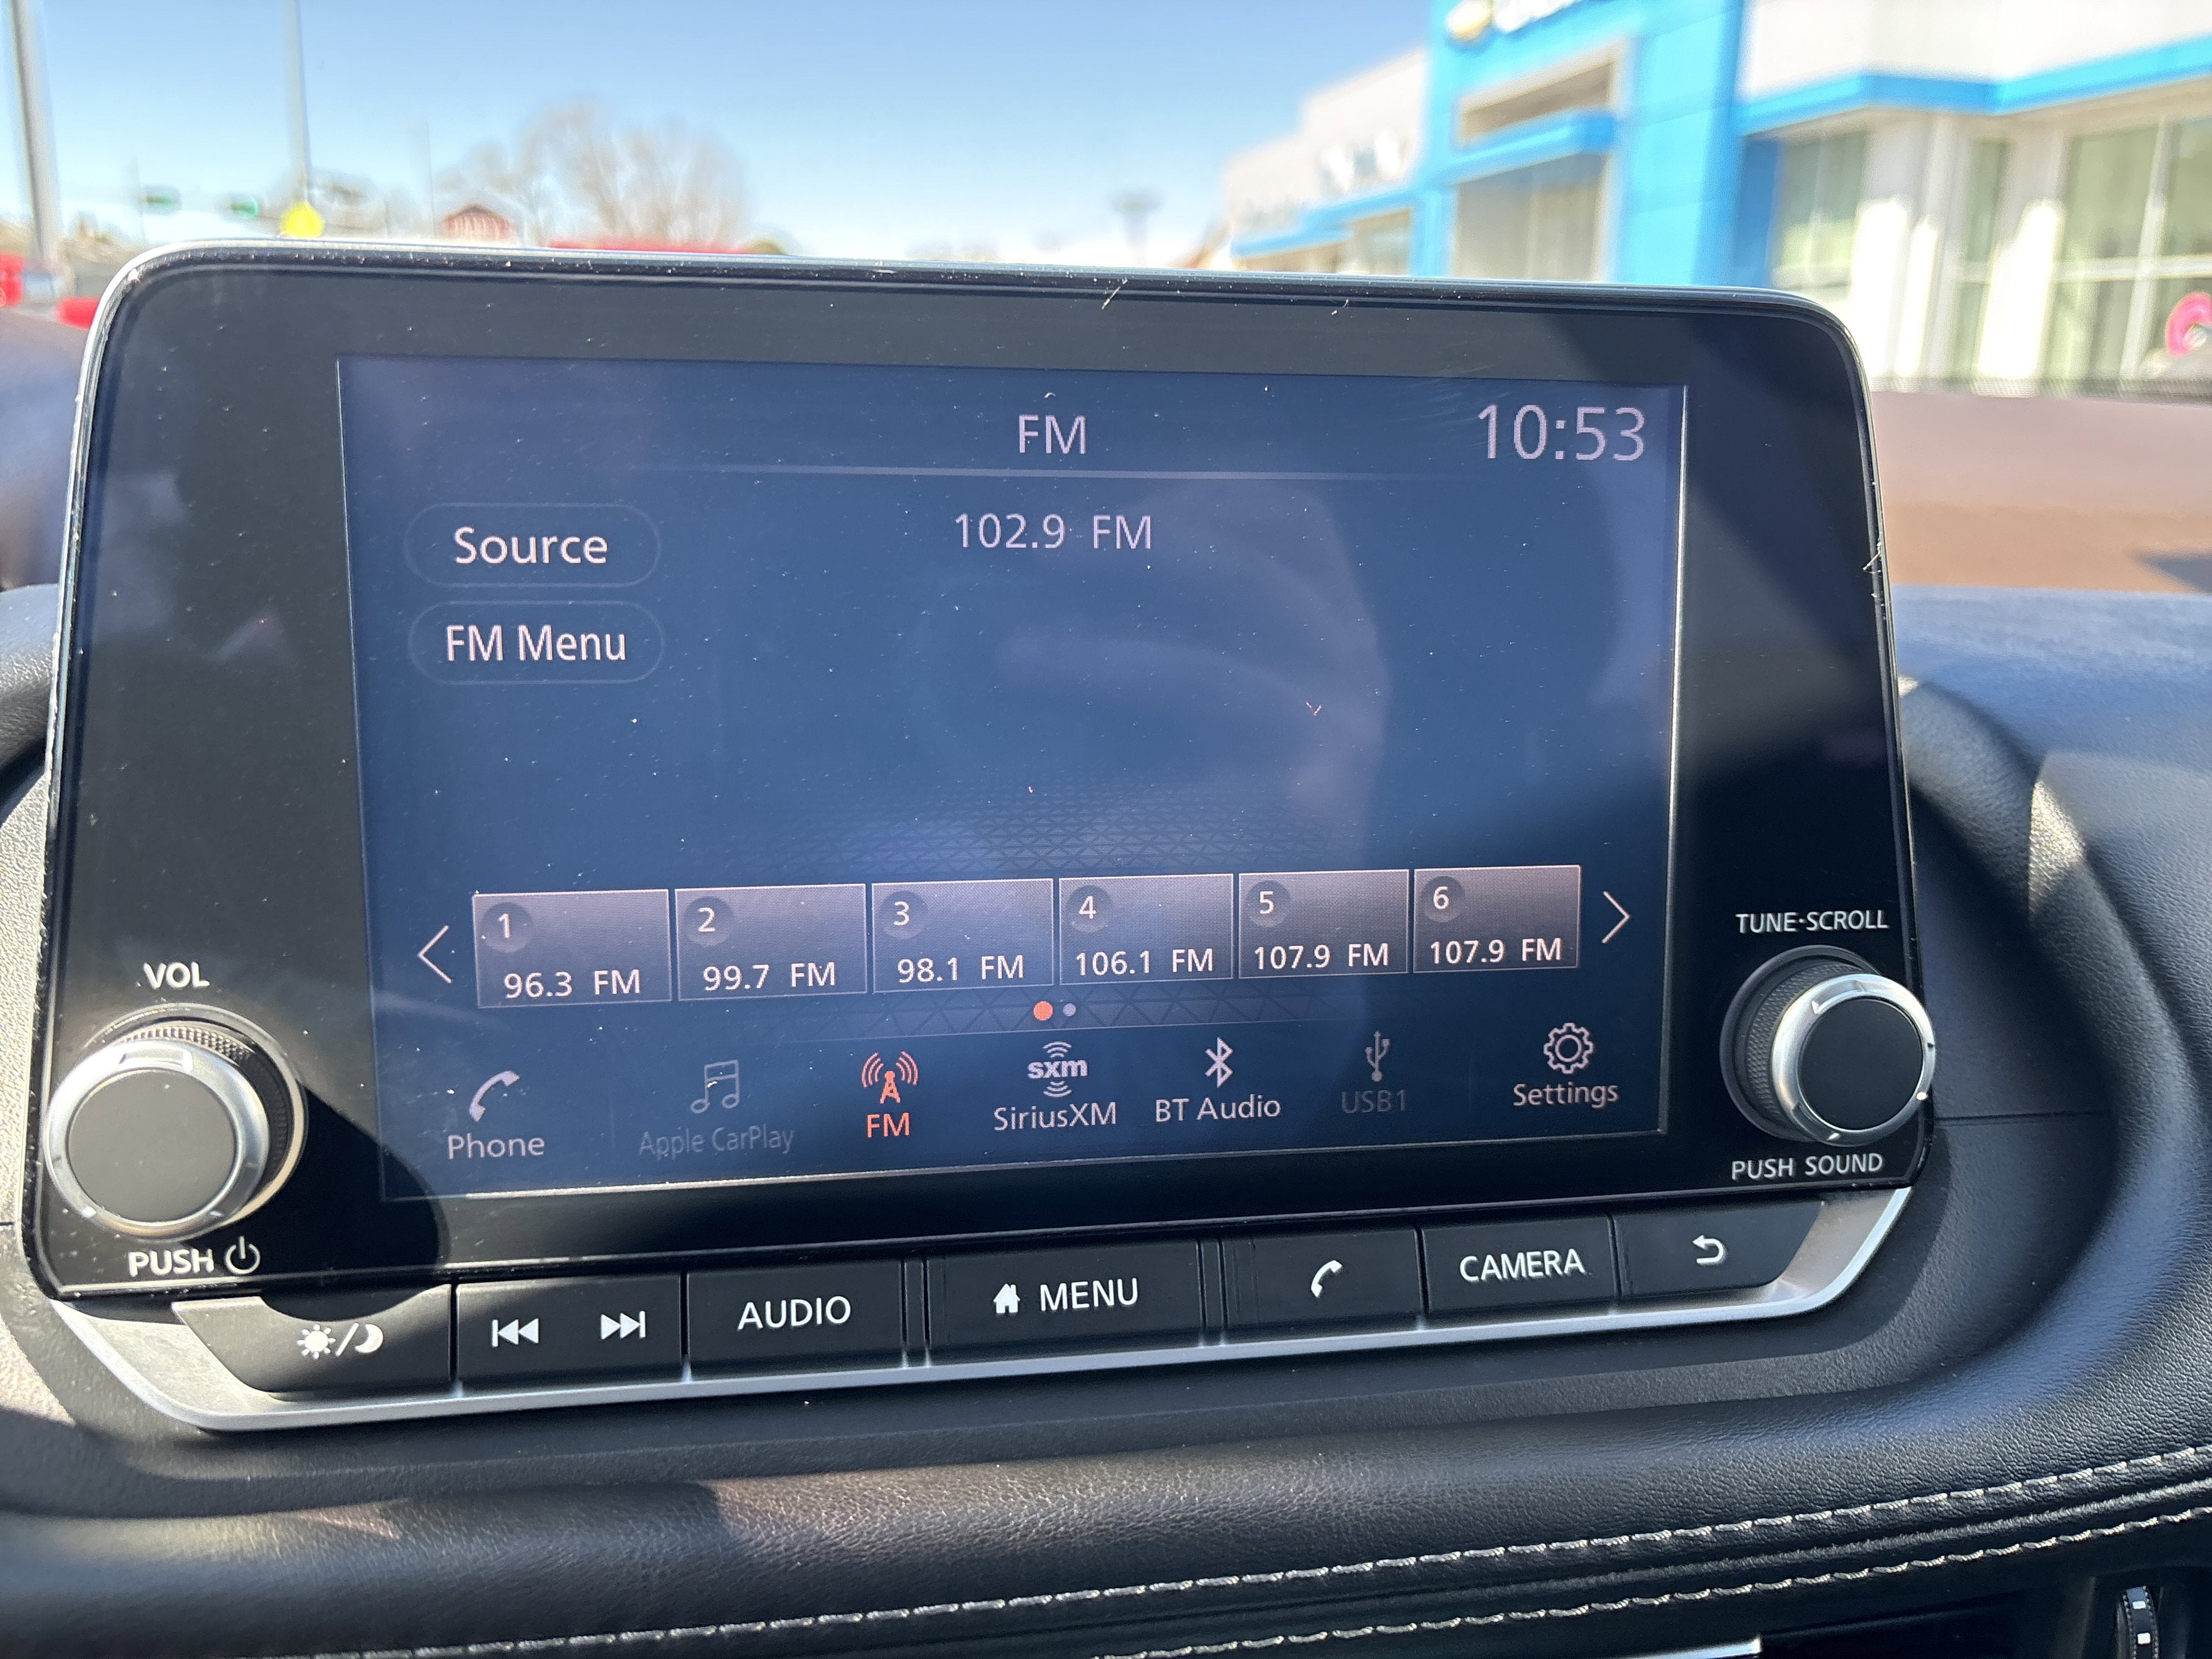 FM
10:53
Source
102.9 FM
FM Menu
1
2
3
4
5
6
96.3 FM
99.7 FM
98.1 FM
106.1 FM
107.9 FM
107.9 FM
Phone
Apple CarPlay
FM
sxm
SiriusXM
BT Audio
USB1
Settings
VOL
PUSH
TUNE·SCROLL
PUSH SOUND
AUDIO
MENU
CAMERA